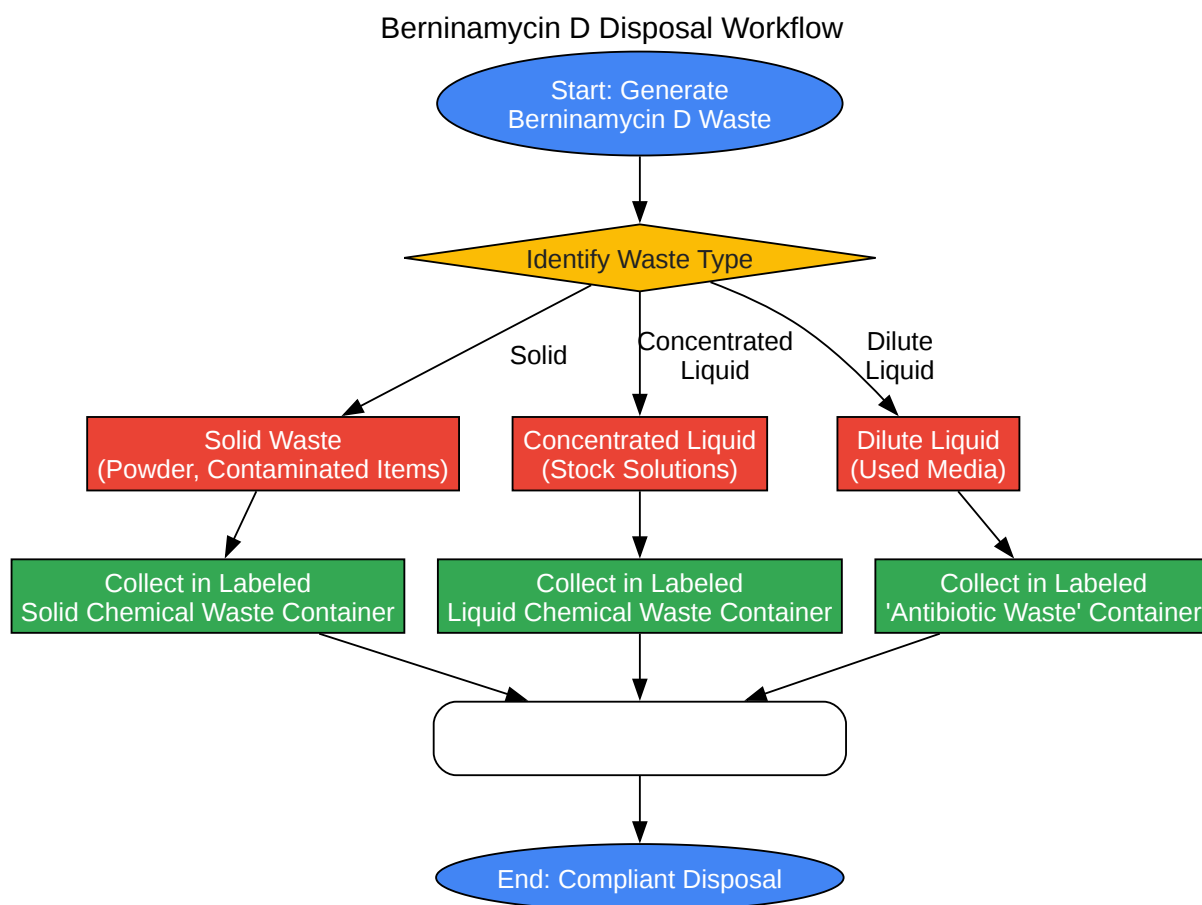 Berninamycin D Disposal Workflow
Start: Generate
Berninamycin D Waste
Identify Waste Type
Solid
Concentrated
Liquid
Dilute
Liquid
Solid Waste
(Powder, Contaminated Items)
Concentrated Liquid
(Stock Solutions)
Dilute Liquid
(Used Media)
Collect in Labeled
Solid Chemical Waste Container
Collect in Labeled
Liquid Chemical Waste Container
Collect in Labeled
'Antibiotic Waste' Container
End: Compliant Disposal